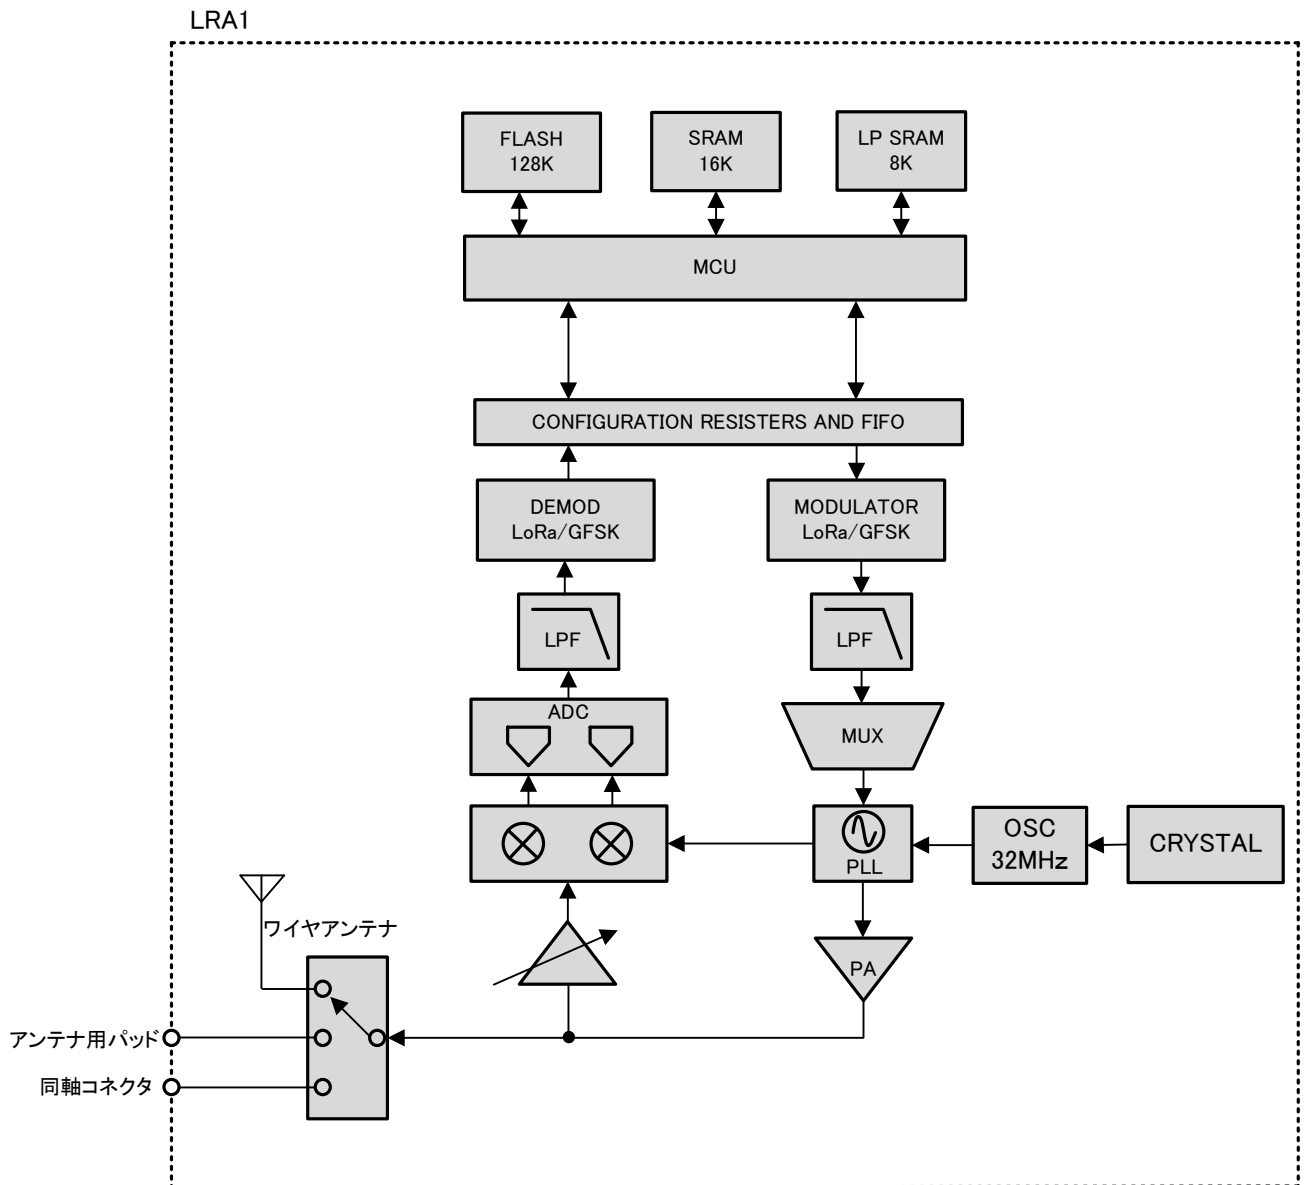 LRA1
FLASH
128K
SRAM
16K
LP SRAM
8K
MCU
CONFIGURATION RESISTERS AND FIFO
DEMOD
LoRa/GFSK
MODULATOR
LoRa/GFSK
LPF
LPF
ADC
MUX
PLL
OSC
32MHz
CRYSTAL
ワイヤアンテナ
PA
アンテナ用パッド
同軸コネクタ